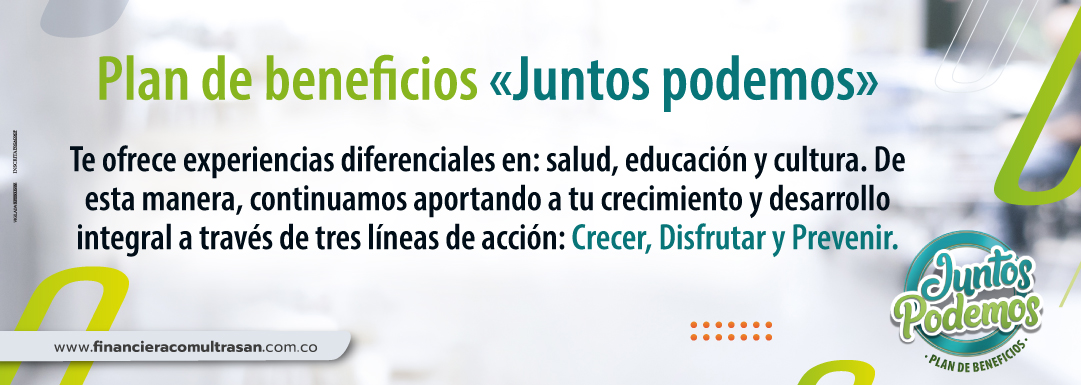 Plan de beneficios «Juntos podemos»
Te ofrece experiencias diferenciales en: salud, educación y cultura. De
esta manera, continuamos aportando a tu crecimiento y desarrollo
integral a través de tres líneas de acción: Crecer, Disfrutar y Prevenir.
Juntos
Podemos
• PLAN DE BENEFICIOS •
www.financieracomultrasan.com.co